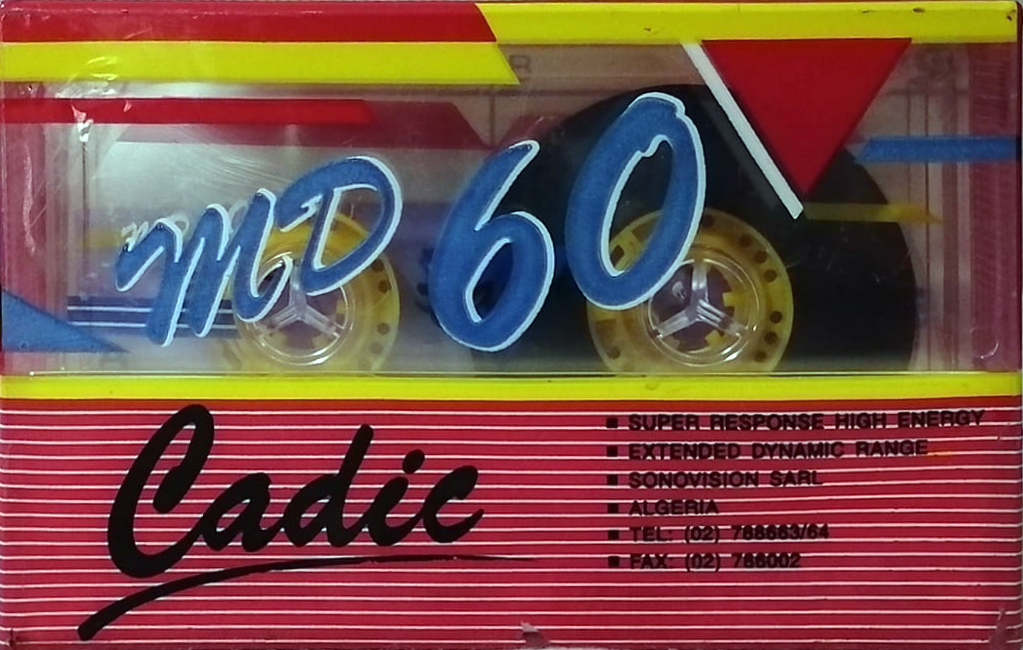 MD 60
Cadic
SUPER RESPONSE HIGH ENERGY
EXTENDED DYNAMIC RANGE
SONOVISION SARL
ALGERIA
TEL: (02) 788663/64
FAX: (02) 786002